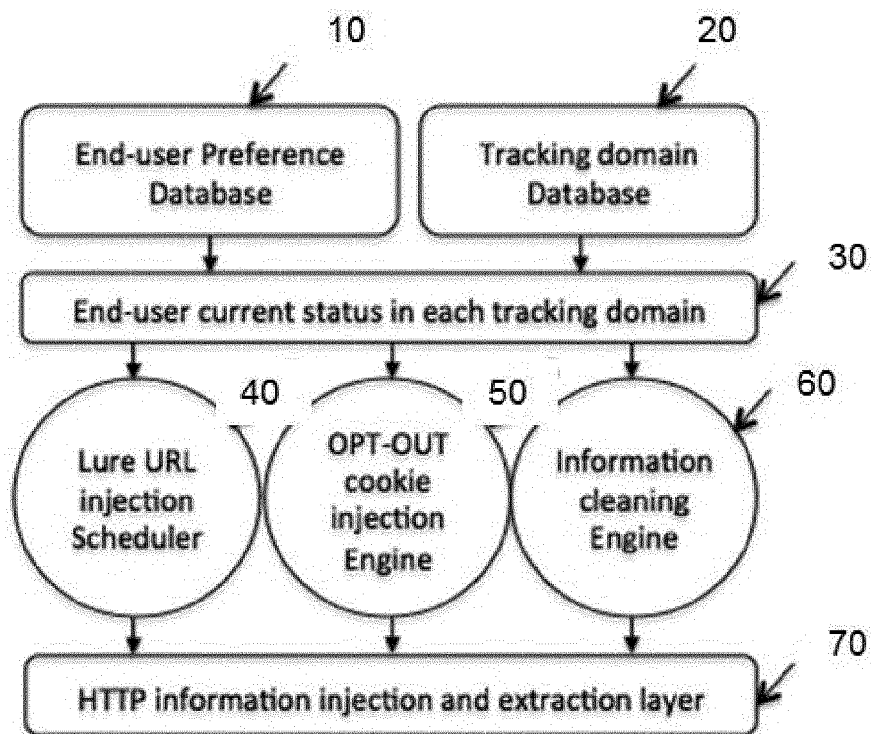 10
20
End-user Preference
Database
Tracking domain
Database
30
End-user current status in each tracking domain
40
50
60
Lure URL
injection
Scheduler
OPT-OUT
cookie
injection
Engine
Information
cleaning
Engine
70
HTTP information injection and extraction layer